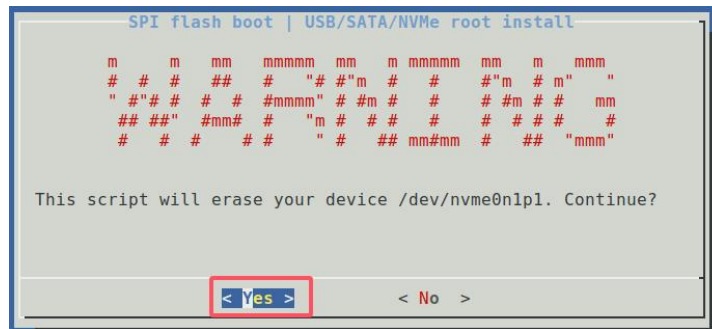 SPI flash boot | USB/SATA/NVMe root install
WARNING
This script will erase your device /dev/nvme0n1p1. Continue?
< Yes >
< No >